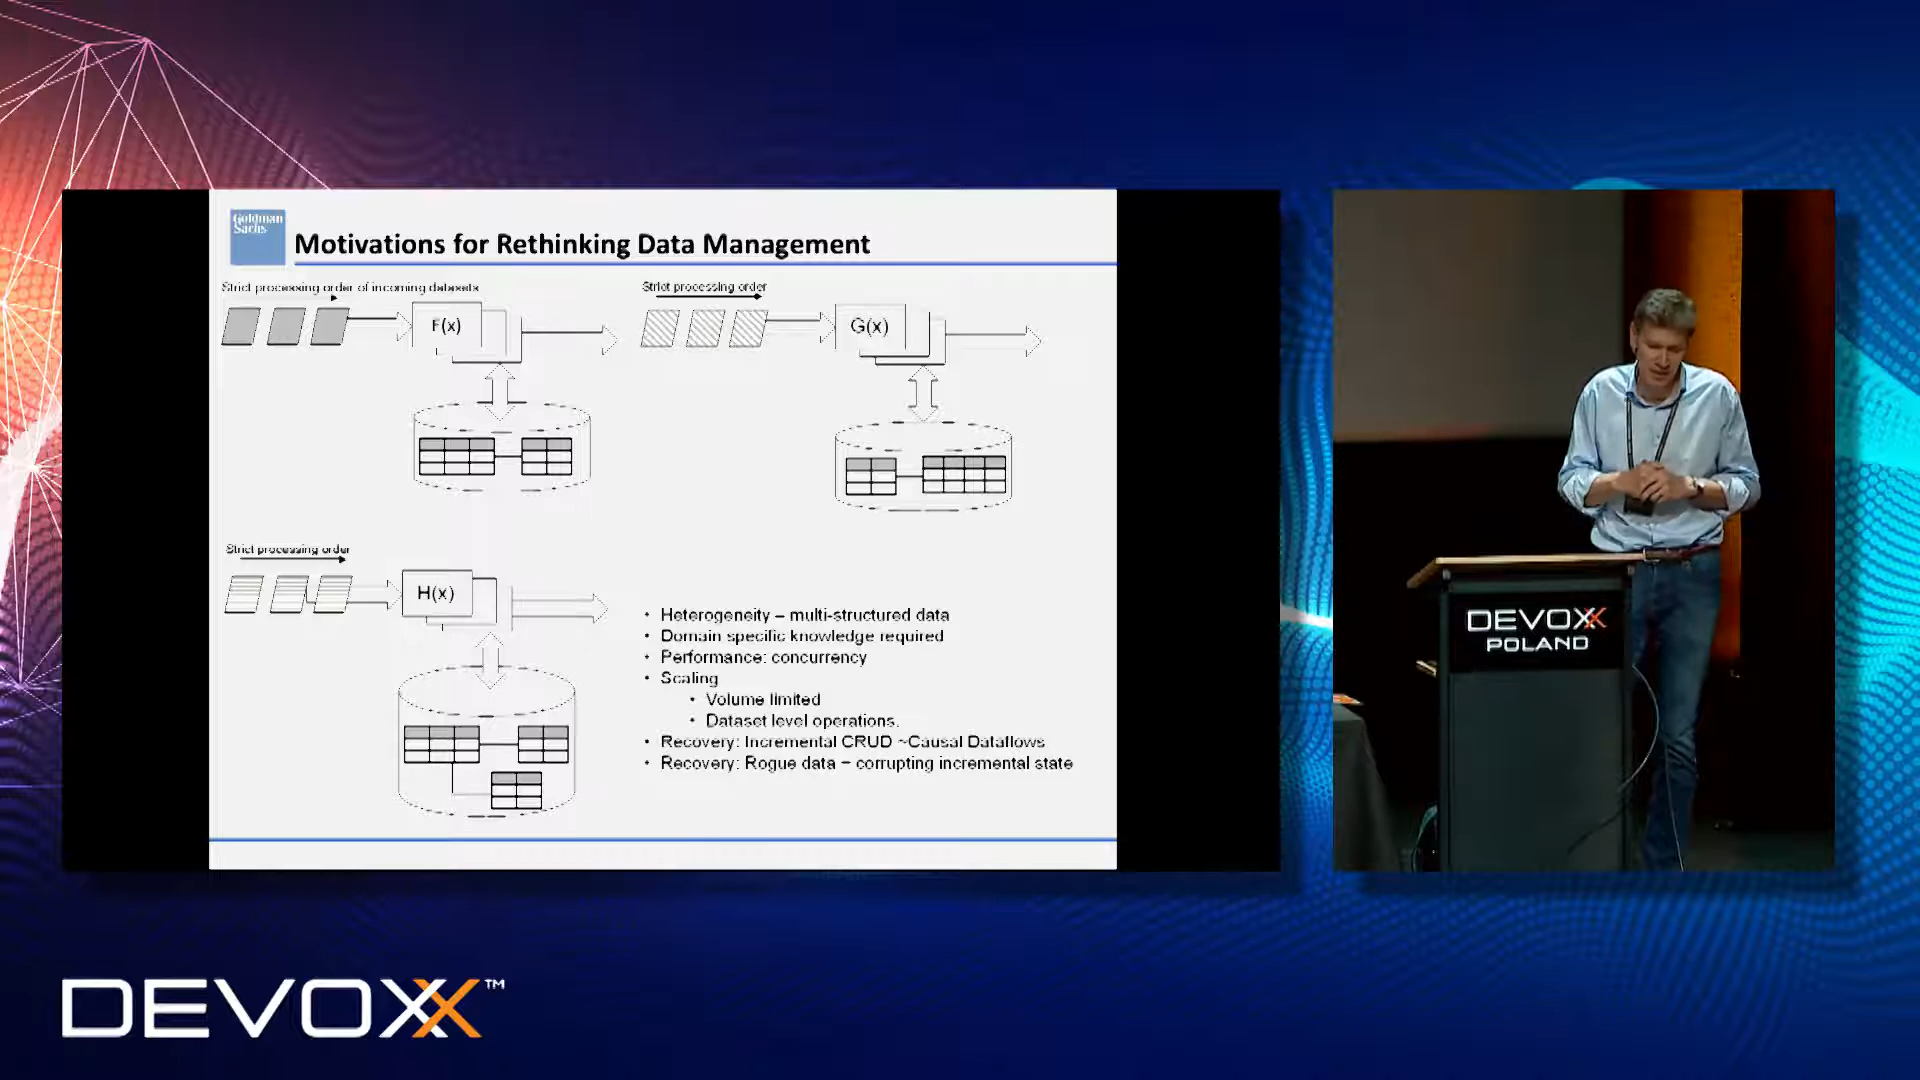 Goldman
Sachs
Motivations for Rethinking Data Management
Strict processing order of incoming datasets
F(x)
Strict processing order
G(x)
Strict processing order
H(x)
• Heterogeneity – multi-structured data
• Domain specific knowledge required
• Performance: concurrency
• Scaling
• Volume limited
• Dataset level operations.
• Recovery: Incremental CRUD ~Causal Dataflows
• Recovery: Rogue data – corrupting incremental state
DEVOXX
POLAND
DEVOXX™